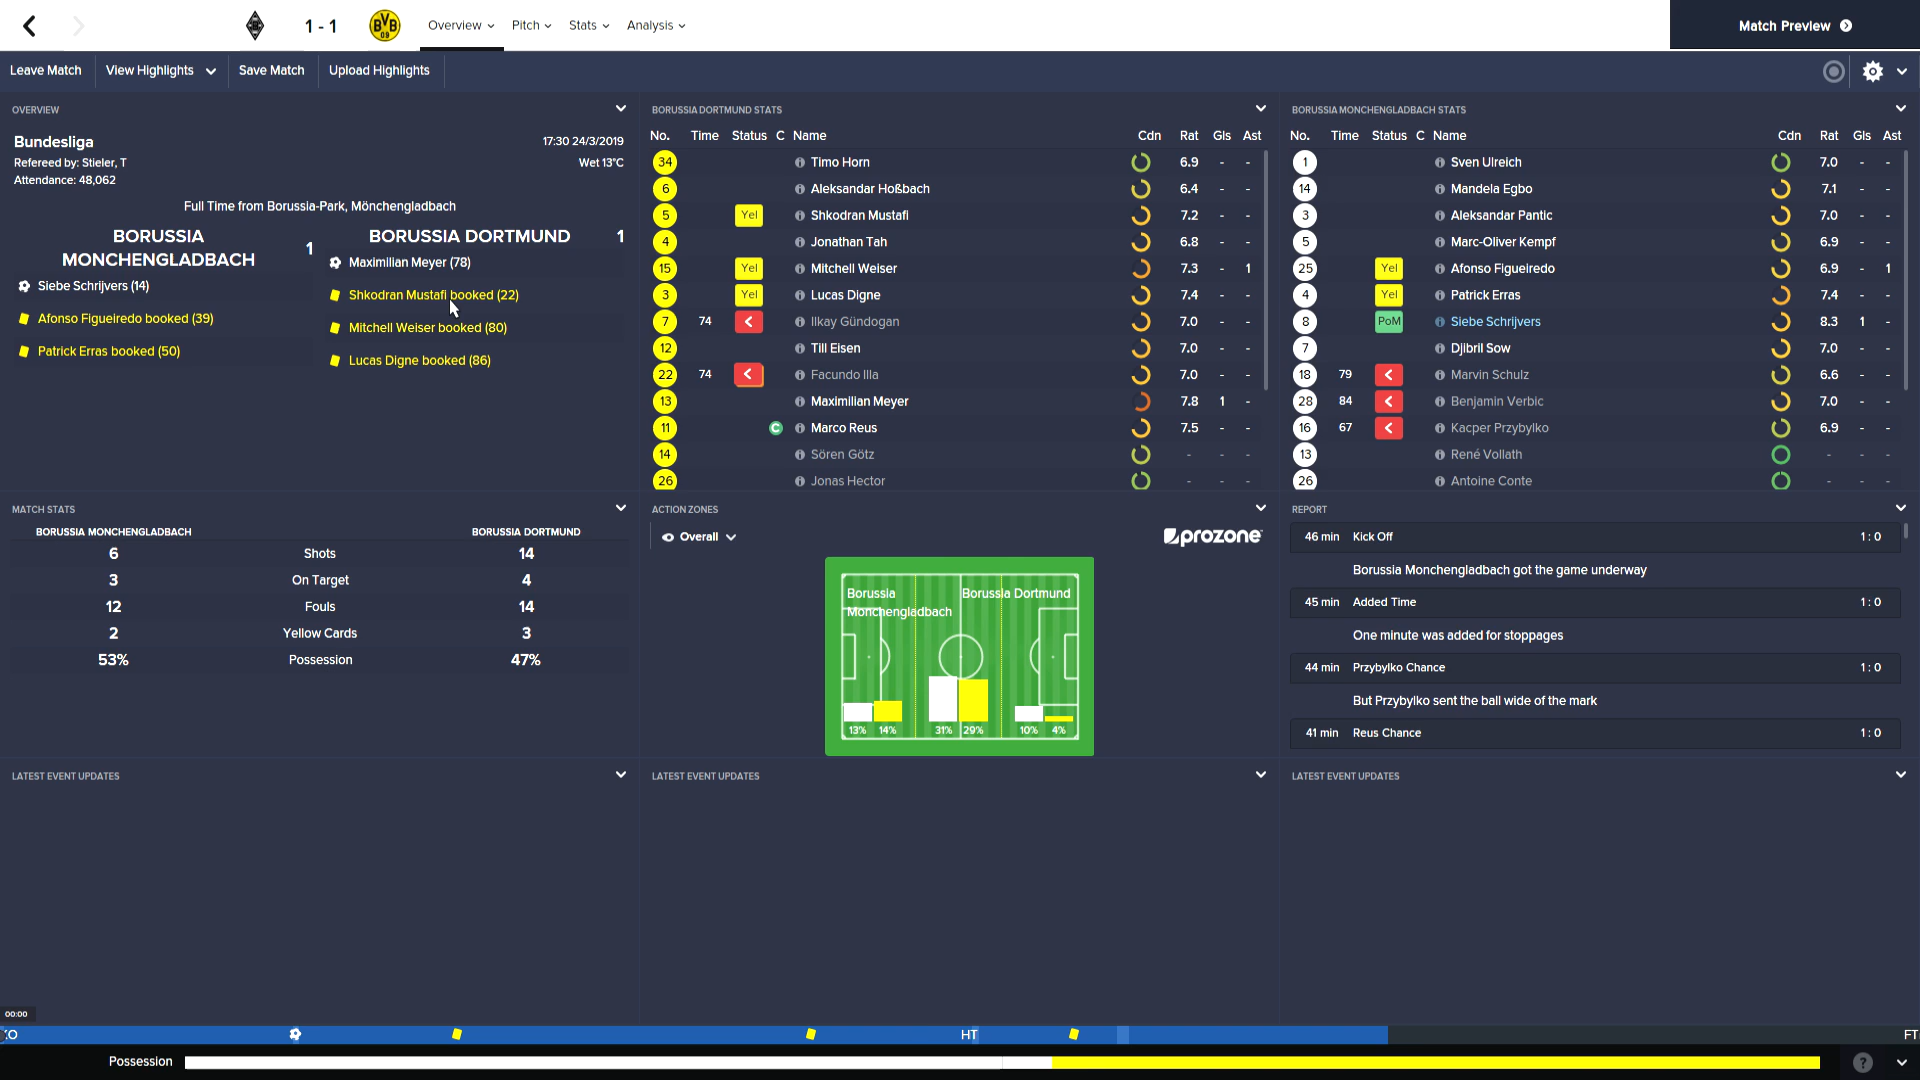 1 - 1
BVB
09
Overview
Pitch
Stats
Analysis
Match Preview
Leave Match
View Highlights
Save Match
Upload Highlights
OVERVIEW
Bundesliga
17:30 24/3/2019
Refereed by: Stieler, T
Wet 13°C
Attendance: 48,062
Full Time from Borussia-Park, Mönchengladbach
BORUSSIA
MONCHENGLADBACH
1
Siebe Schrijvers (14)
Afonso Figueiredo booked (39)
Patrick Erras booked (50)
BORUSSIA DORTMUND
1
Maximilian Meyer (78)
Shkodran Mustafi booked (22)
Mitchell Weiser booked (80)
Lucas Digne booked (86)
BORUSSIA DORTMUND STATS
No. Time Status C Name Cdn Rat Gls Ast
34 Timo Horn 6.9 - -
6 Aleksandar Hoßbach 6.4 - -
5 Yel Shkodran Mustafi 7.2 - -
4 Jonathan Tah 6.8 - -
15 Yel Mitchell Weiser 7.3 - 1
3 Yel Lucas Digne 7.4 - -
7 74 Ilkay Gündogan 7.0 - -
12 Till Eisen 7.0 - -
22 74 Facundo Illa 7.0 - -
13 Maximilian Meyer 7.8 1 -
11 C Marco Reus 7.5 - -
14 Sören Götz - - -
26 Jonas Hector - - -
BORUSSIA MONCHENGLADBACH STATS
No. Time Status C Name Cdn Rat Gls Ast
1 Sven Ulreich 7.0 - -
14 Mandela Egbo 7.1 - -
3 Aleksandar Pantic 7.0 - -
5 Marc-Oliver Kempf 6.9 - -
25 Yel Afonso Figueiredo 6.9 - 1
4 Yel Patrick Erras 7.4 - -
8 PoM Siebe Schrijvers 8.3 1 -
7 Djibril Sow 7.0 - -
18 79 Marvin Schulz 6.6 - -
28 84 Benjamin Verbic 7.0 - -
16 67 Kacper Przybylko 6.9 - -
13 René Vollath - - -
26 Antoine Conte - - -
MATCH STATS
BORUSSIA MONCHENGLADBACH BORUSSIA DORTMUND
6 Shots 14
3 On Target 4
12 Fouls 14
2 Yellow Cards 3
53% Possession 47%
ACTION ZONES
Overall
prozone
Borussia
Monchengladbach
Borussia Dortmund
13% 14% 31% 29% 10% 4%
REPORT
46 min Kick Off 1 : 0
Borussia Monchengladbach got the game underway
45 min Added Time 1 : 0
One minute was added for stoppages
44 min Przybylko Chance 1 : 0
But Przybylko sent the ball wide of the mark
41 min Reus Chance 1 : 0
LATEST EVENT UPDATES
LATEST EVENT UPDATES
LATEST EVENT UPDATES
00:00
KO
HT
FT
Possession
?